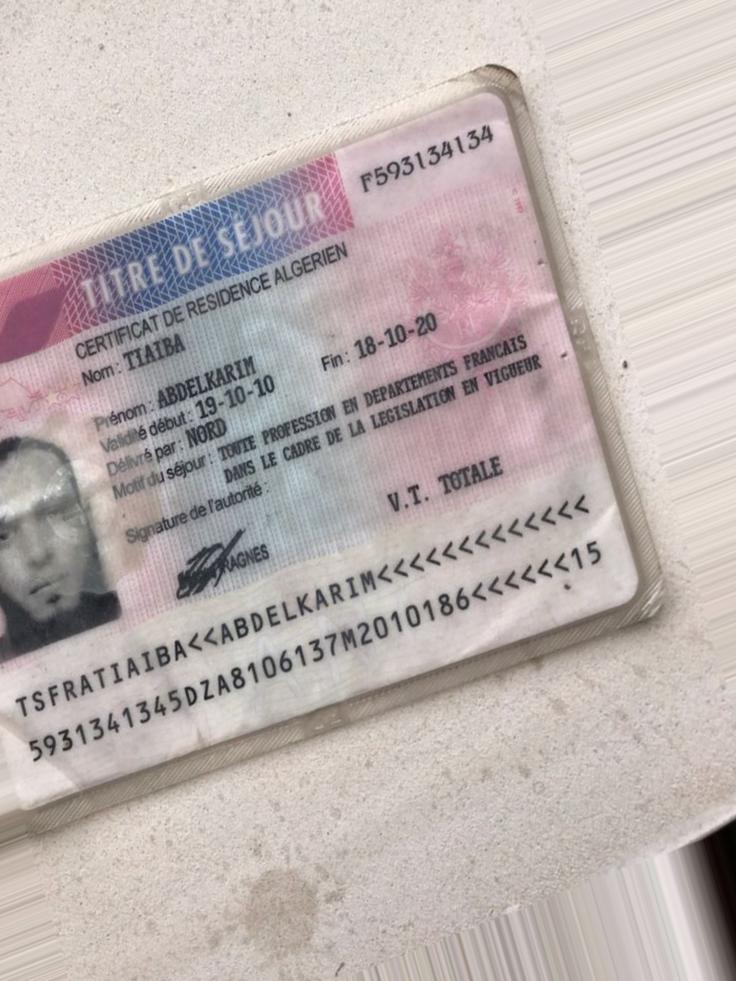 F593134134
TITRE DE SÉJOUR
CERTIFICAT DE RESIDENCE ALGERIEN
Nom : TIAIBA
Prénom : ABDELKARIM
Validité début : 19-10-10 Fin : 18-10-20
Délivré par : NORD
Motif du séjour : TOUTE PROFESSION EN DEPARTEMENTS FRANCAIS
DANS LE CADRE DE LA LEGISLATION EN VIGUEUR
Signature de l'autorité :
V.T. TOTALE
RAGNES
TSFRATIAIBA<<ABDELKARIM<<<<<<<<<<<<<
5931341345DZA8106137M2010186<<<<<<15